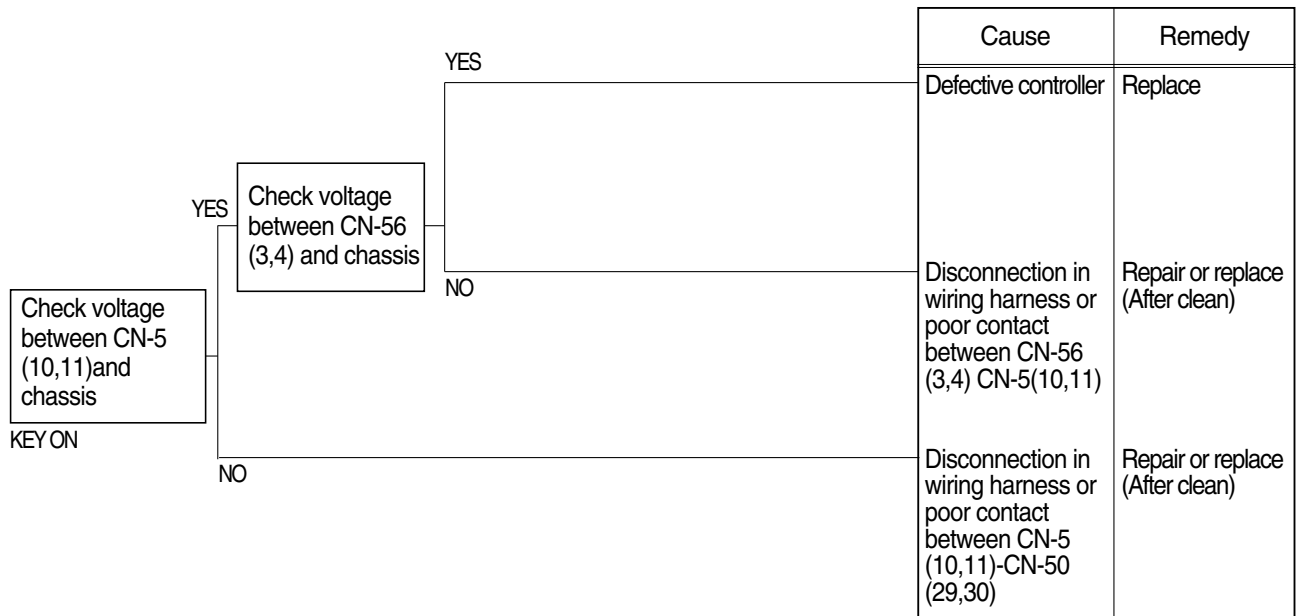 Cause
Remedy
YES
Defective controller
Replace
YES
Check voltage
between CN-56
(3,4) and chassis
NO
Disconnection in
wiring harness or
poor contact
between CN-56
(3,4) CN-5(10,11)
Repair or replace
(After clean)
Check voltage
between CN-5
(10,11)and
chassis
KEY ON
NO
Disconnection in
wiring harness or
poor contact
between CN-5
(10,11)-CN-50
(29,30)
Repair or replace
(After clean)